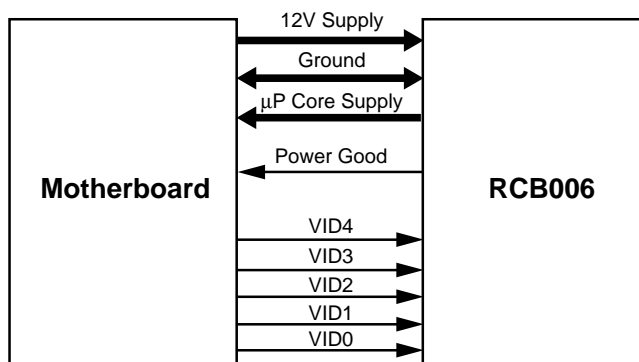 12V Supply
Ground
µP Core Supply
Power Good
Motherboard
RCB006
VID4
VID3
VID2
VID1
VID0